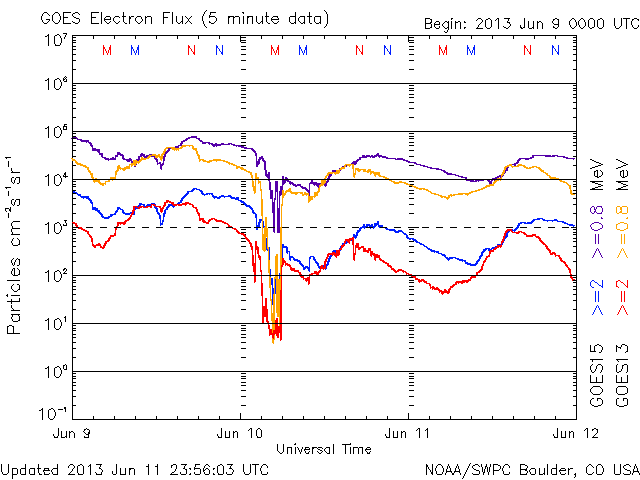 GOES Electron Flux (5 minute data)
Begin: 2013 Jun 9 0000 UTC
M M N N M M N N M M N N
10⁷
10⁶
10⁵
10⁴
10³
10²
10¹
10⁰
10⁻¹
Particles cm⁻²s⁻¹sr⁻¹
Jun 9 Jun 10 Jun 11 Jun 12
Universal Time
GOES15 >=2 >=0.8 MeV
GOES13 >=2 >=0.8 MeV
Updated 2013 Jun 11 23:56:03 UTC
NOAA/SWPC Boulder, CO USA